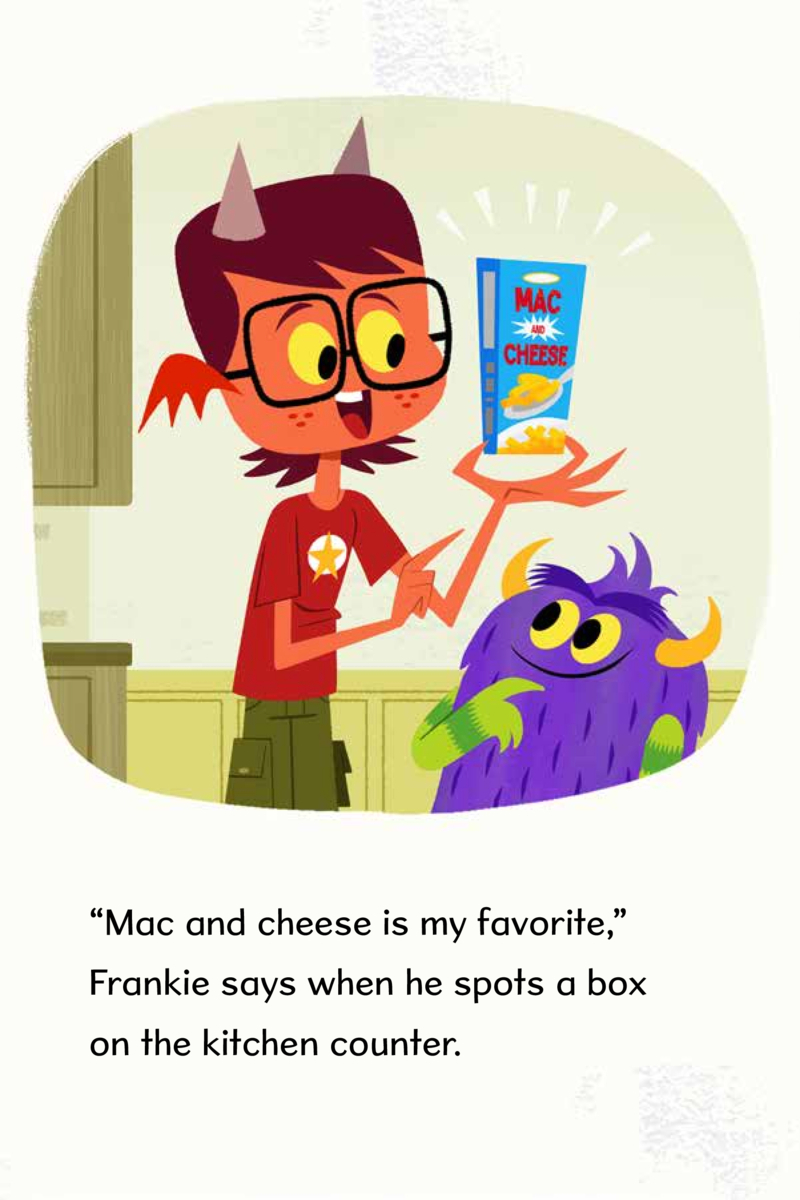 MAC
AND
CHEESE
“Mac and cheese is my favorite,”
Frankie says when he spots a box
on the kitchen counter.